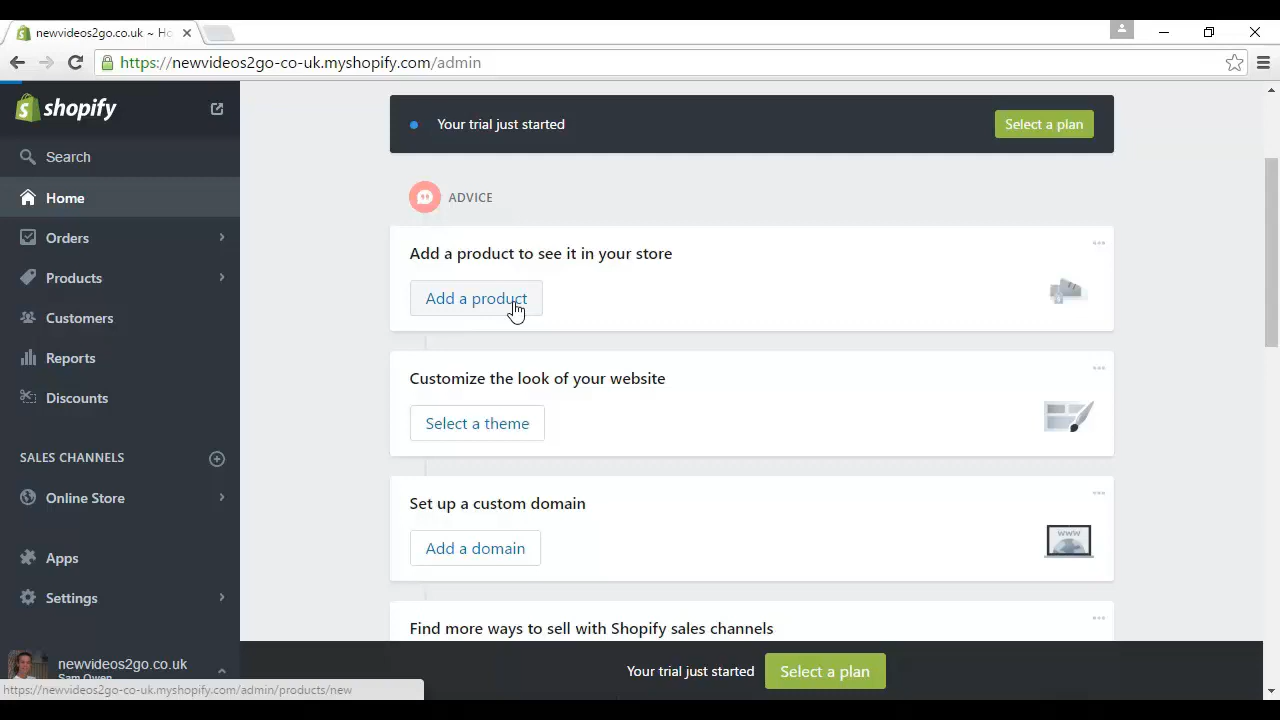 newvideos2go.co.uk ~ Ho
https://newvideos2go-co-uk.myshopify.com/admin
shopify
Search
Home
Orders
Products
Customers
Reports
Discounts
SALES CHANNELS
Online Store
Apps
Settings
newvideos2go.co.uk
Sam Owen
https://newvideos2go-co-uk.myshopify.com/admin/products/new
Your trial just started
Select a plan
ADVICE
Add a product to see it in your store
Add a product
Customize the look of your website
Select a theme
Set up a custom domain
Add a domain
WWW
Find more ways to sell with Shopify sales channels
Your trial just started
Select a plan